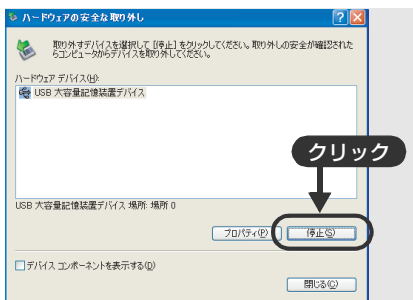 ハードウェアの安全な取り外し
取り外すデバイスを選択して [停止] をクリックしてください。取り外しの安全が確認された
らコンピュータからデバイスを取り外してください。
ハードウェア デバイス(H):
USB 大容量記憶装置デバイス
クリック
USB 大容量記憶装置デバイス 場所: 場所 0
プロパティ(P) 停止(S)
デバイス コンポーネントを表示する(D)
閉じる(C)